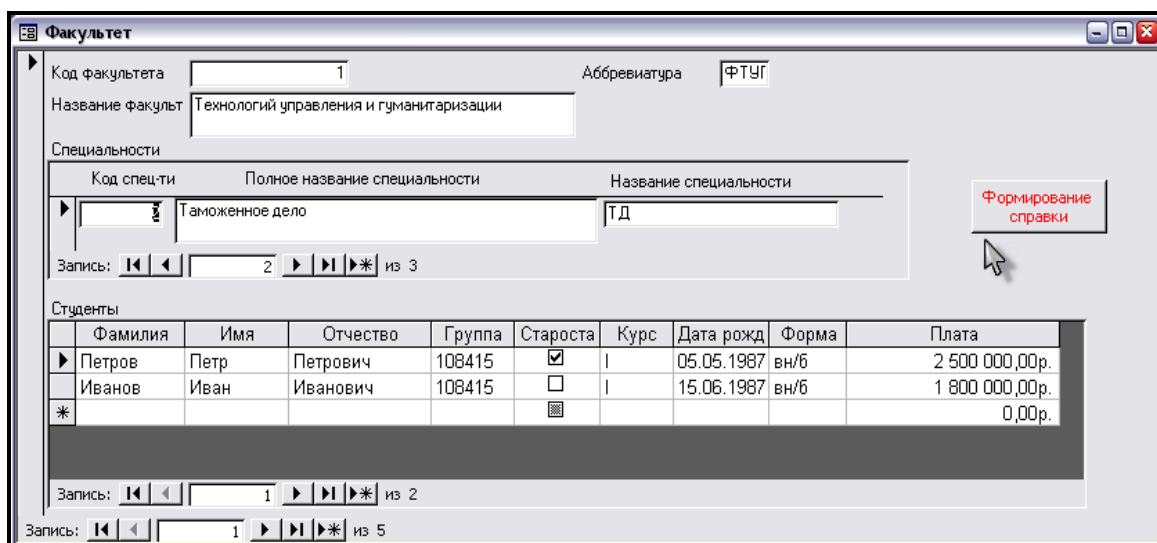 Факультет
Код факультета 1 Аббревиатура ФТУГ
Название факульт Технологий управления и гуманитаризации
Специальности
Код спец-ти Полное название специальности Название специальности
Таможенное дело ТД
Формирование
справки
Запись: 2 из 3
Студенты
Фамилия Имя Отчество Группа Староста Курс Дата рожд Форма Плата
Петров Петр Петрович 108415 I 05.05.1987 вн/б 2 500 000,00р.
Иванов Иван Иванович 108415 I 15.06.1987 вн/б 1 800 000,00р.
0,00р.
Запись: 1 из 2
Запись: 1 из 5